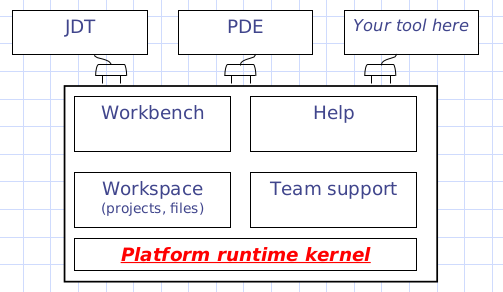 JDT
PDE
Your tool here
Workbench
Help
Workspace
(projects, files)
Team support
Platform runtime kernel